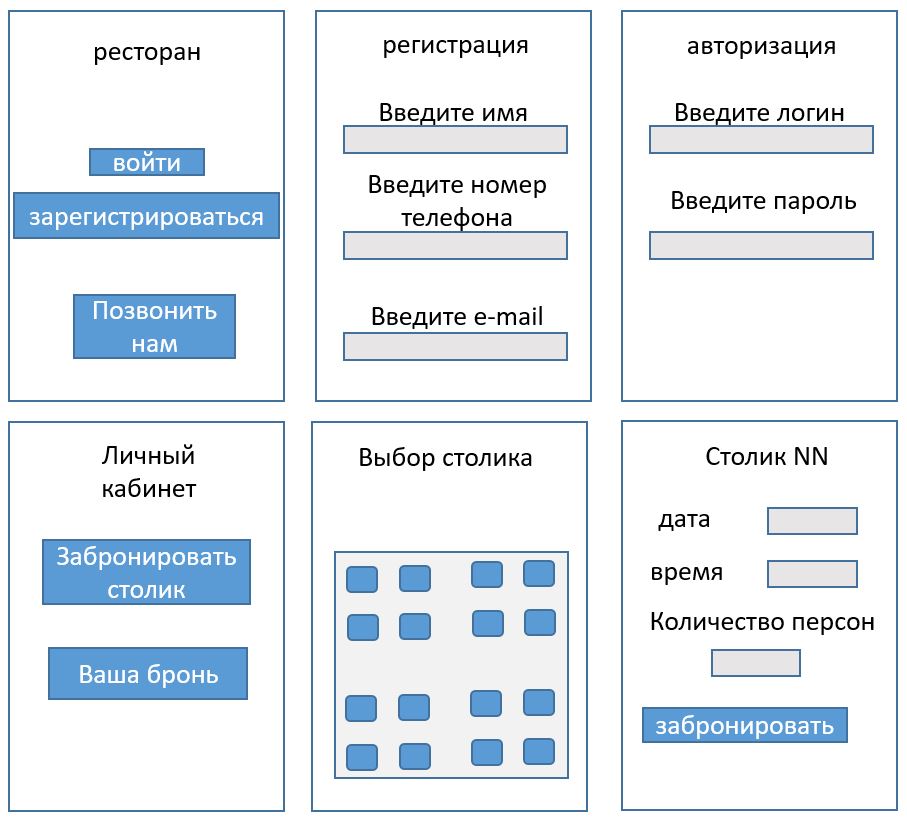 ресторан
войти
зарегистрироваться
Позвонить
нам
регистрация
Введите имя
Введите номер
телефона
Введите e-mail
авторизация
Введите логин
Введите пароль
Личный
кабинет
Забронировать
столик
Ваша бронь
Выбор столика
Столик NN
дата
время
Количество персон
забронировать